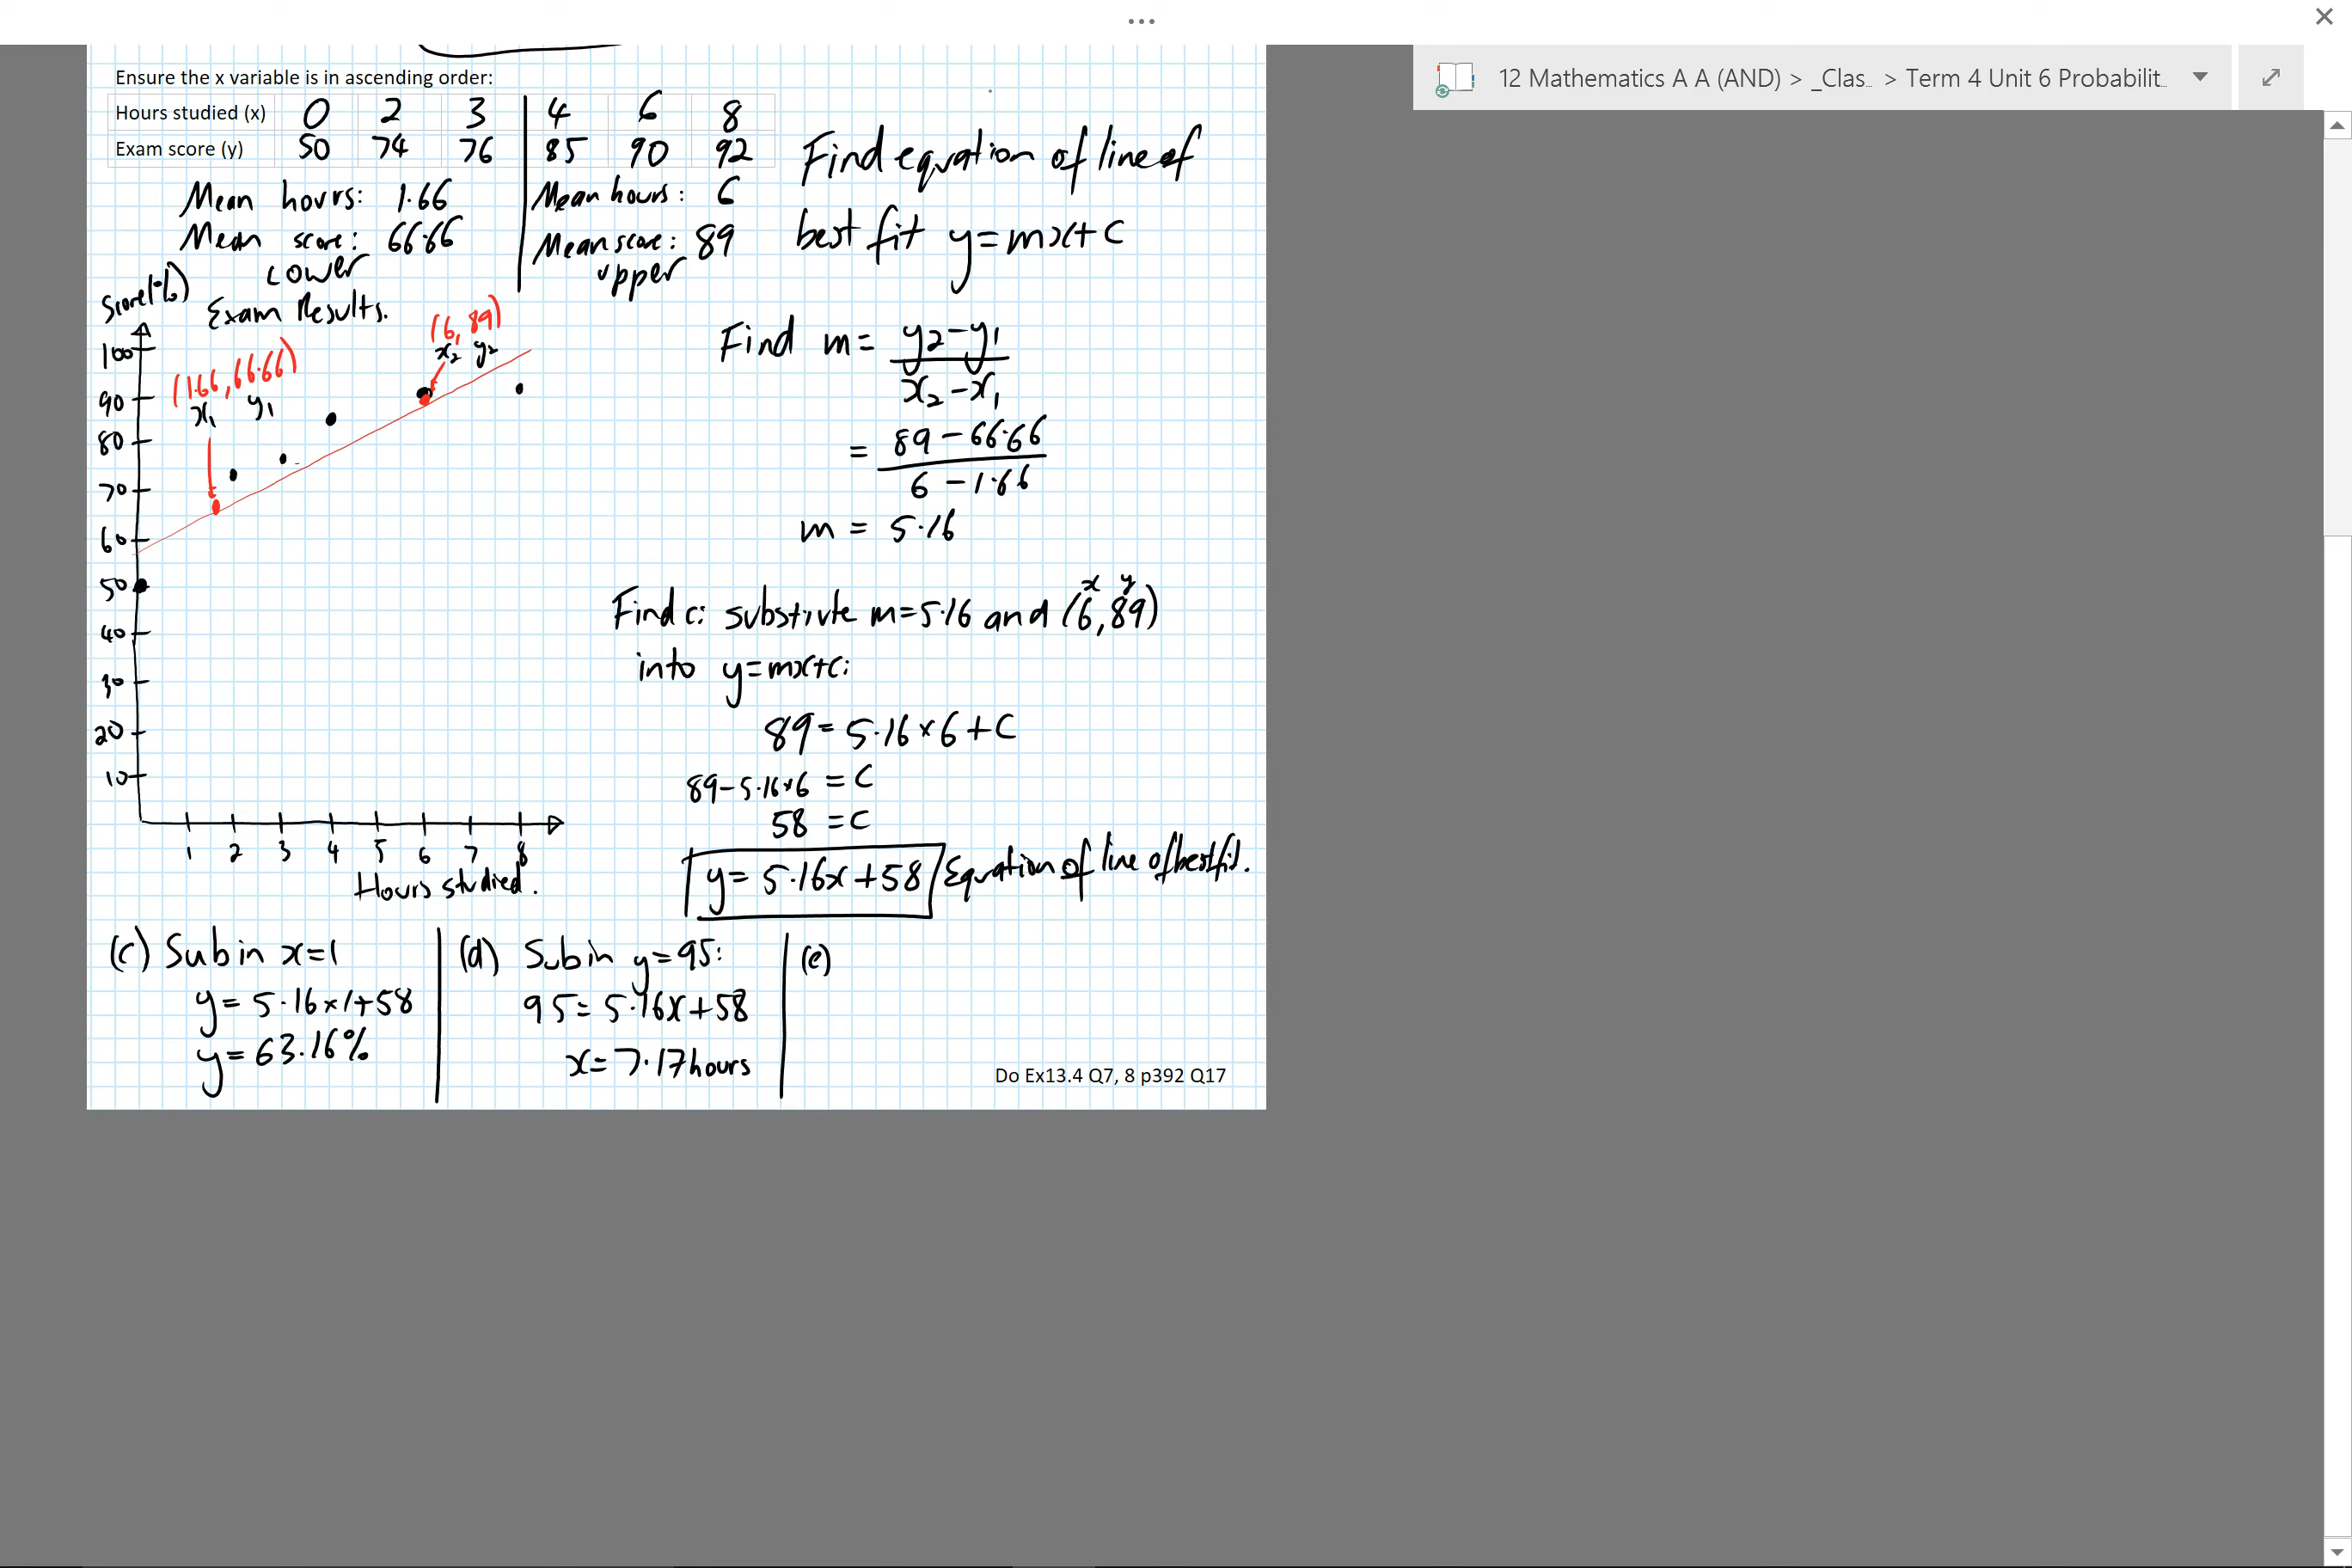 12 Mathematics A A (AND) > _Clas... > Term 4 Unit 6 Probabilit...
Ensure the x variable is in ascending order:
Hours studied (x) 0 2 3 4 6 8
Exam score (y) 50 74 76 85 90 92
Mean hours: 1.66
Mean score: 66.66
Lower
Mean hours: 6
Mean score: 89
upper
Find equation of line of
best fit y=mx+c
Score(%)
Exam Results.
100
90
80
70
60
50
40
30
20
10
(1.66, 66.66)
x1 y1
(6, 89)
x2 y2
1 2 3 4 5 6 7 8
Hours studied.
Find m= y2-y1
x2-x1
= 89-66.66
6-1.66
m = 5.16
x y
Find c: substivte m=5.16 and (6,89)
into y=mx+c:
89=5.16×6+C
89-5.16×6 =C
58 =C
y=5.16x+58 Equation of line of best fit.
(c) Sub in x=1
y=5.16×1+58
y=63.16%
(d) Sub in y=95:
95=5.16x+58
x=7.17hours
(e)
Do Ex13.4 Q7, 8 p392 Q17